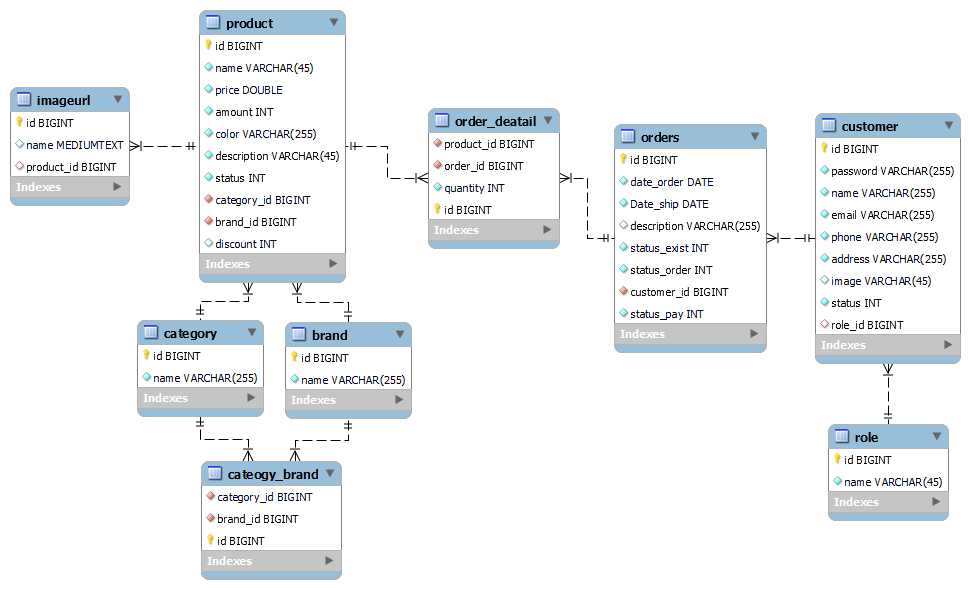 product
id BIGINT
name VARCHAR(45)
price DOUBLE
amount INT
color VARCHAR(255)
description VARCHAR(45)
status INT
category_id BIGINT
brand_id BIGINT
discount INT
Indexes
imageurl
id BIGINT
name MEDIUMTEXT
product_id BIGINT
Indexes
order_deatail
product_id BIGINT
order_id BIGINT
quantity INT
id BIGINT
Indexes
orders
id BIGINT
date_order DATE
Date_ship DATE
description VARCHAR(255)
status_exist INT
status_order INT
customer_id BIGINT
status_pay INT
Indexes
customer
id BIGINT
password VARCHAR(255)
name VARCHAR(255)
email VARCHAR(255)
phone VARCHAR(255)
address VARCHAR(255)
image VARCHAR(45)
status INT
role_id BIGINT
Indexes
category
id BIGINT
name VARCHAR(255)
Indexes
brand
id BIGINT
name VARCHAR(255)
Indexes
cateogy_brand
category_id BIGINT
brand_id BIGINT
id BIGINT
Indexes
role
id BIGINT
name VARCHAR(45)
Indexes